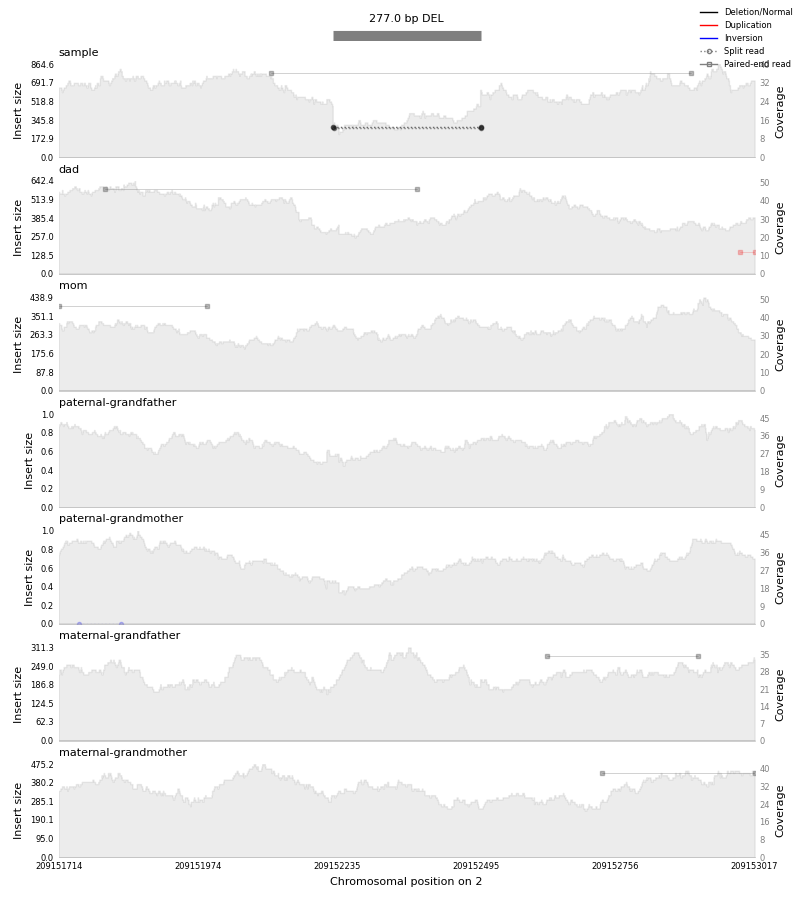 277.0 bp DEL
Deletion/Normal
Duplication
Inversion
Split read
Paired-end read
sample
864.6
691.7
518.8
345.8
172.9
0.0
Insert size
40
32
24
16
8
0
Coverage
dad
642.4
513.9
385.4
257.0
128.5
0.0
Insert size
50
40
30
20
10
0
Coverage
mom
438.9
351.1
263.3
175.6
87.8
0.0
Insert size
50
40
30
20
10
0
Coverage
paternal-grandfather
1.0
0.8
0.6
0.4
0.2
0.0
Insert size
45
36
27
18
9
0
Coverage
paternal-grandmother
1.0
0.8
0.6
0.4
0.2
0.0
Insert size
45
36
27
18
9
0
Coverage
maternal-grandfather
311.3
249.0
186.8
124.5
62.3
0.0
Insert size
35
28
21
14
7
0
Coverage
maternal-grandmother
475.2
380.2
285.1
190.1
95.0
0.0
Insert size
40
32
24
16
8
0
Coverage
209151714 209151974 209152235 209152495 209152756 209153017
Chromosomal position on 2